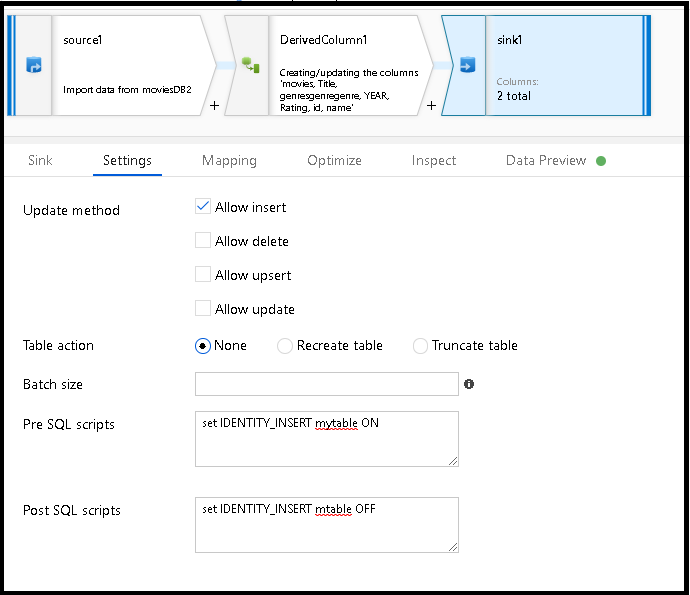 source1
Import data from moviesDB2
+
DerivedColumn1
Creating/updating the columns
'movies, Title,
genresgenregenre, YEAR,
Rating, id, name'
+
sink1
Columns:
2 total
Sink Settings Mapping Optimize Inspect Data Preview
Update method
Allow insert
Allow delete
Allow upsert
Allow update
Table action None Recreate table Truncate table
Batch size
Pre SQL scripts set IDENTITY_INSERT mytable ON
Post SQL scripts set IDENTITY_INSERT mtable OFF